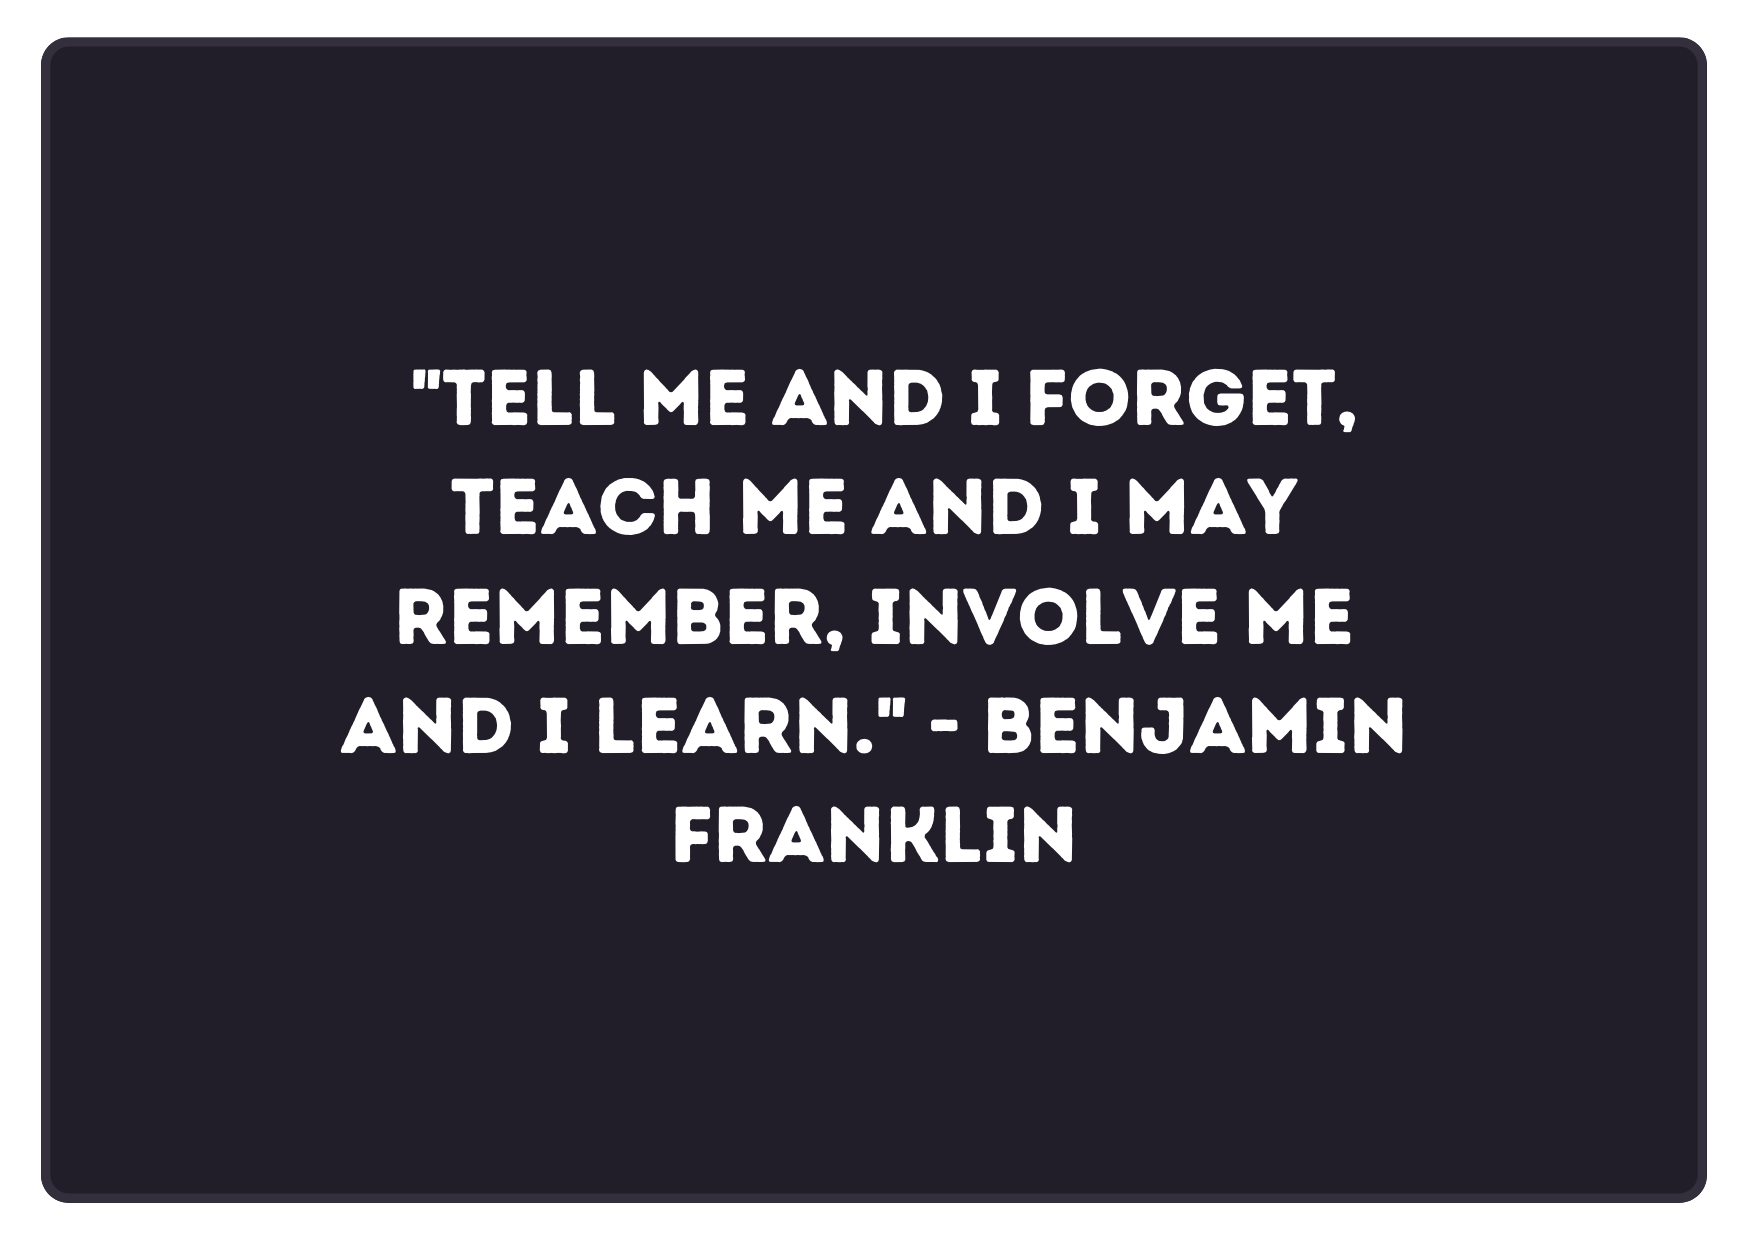 "TELL ME AND I FORGET,
TEACH ME AND I MAY
REMEMBER, INVOLVE ME
AND I LEARN." - BENJAMIN
FRANKLIN